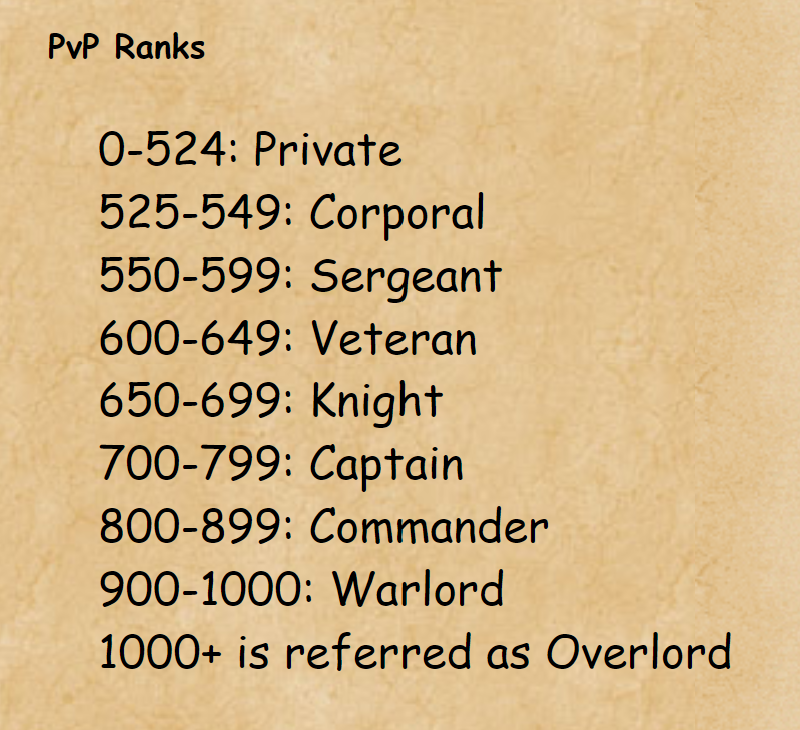 PvP Ranks
0-524: Private
525-549: Corporal
550-599: Sergeant
600-649: Veteran
650-699: Knight
700-799: Captain
800-899: Commander
900-1000: Warlord
1000+ is referred as Overlord